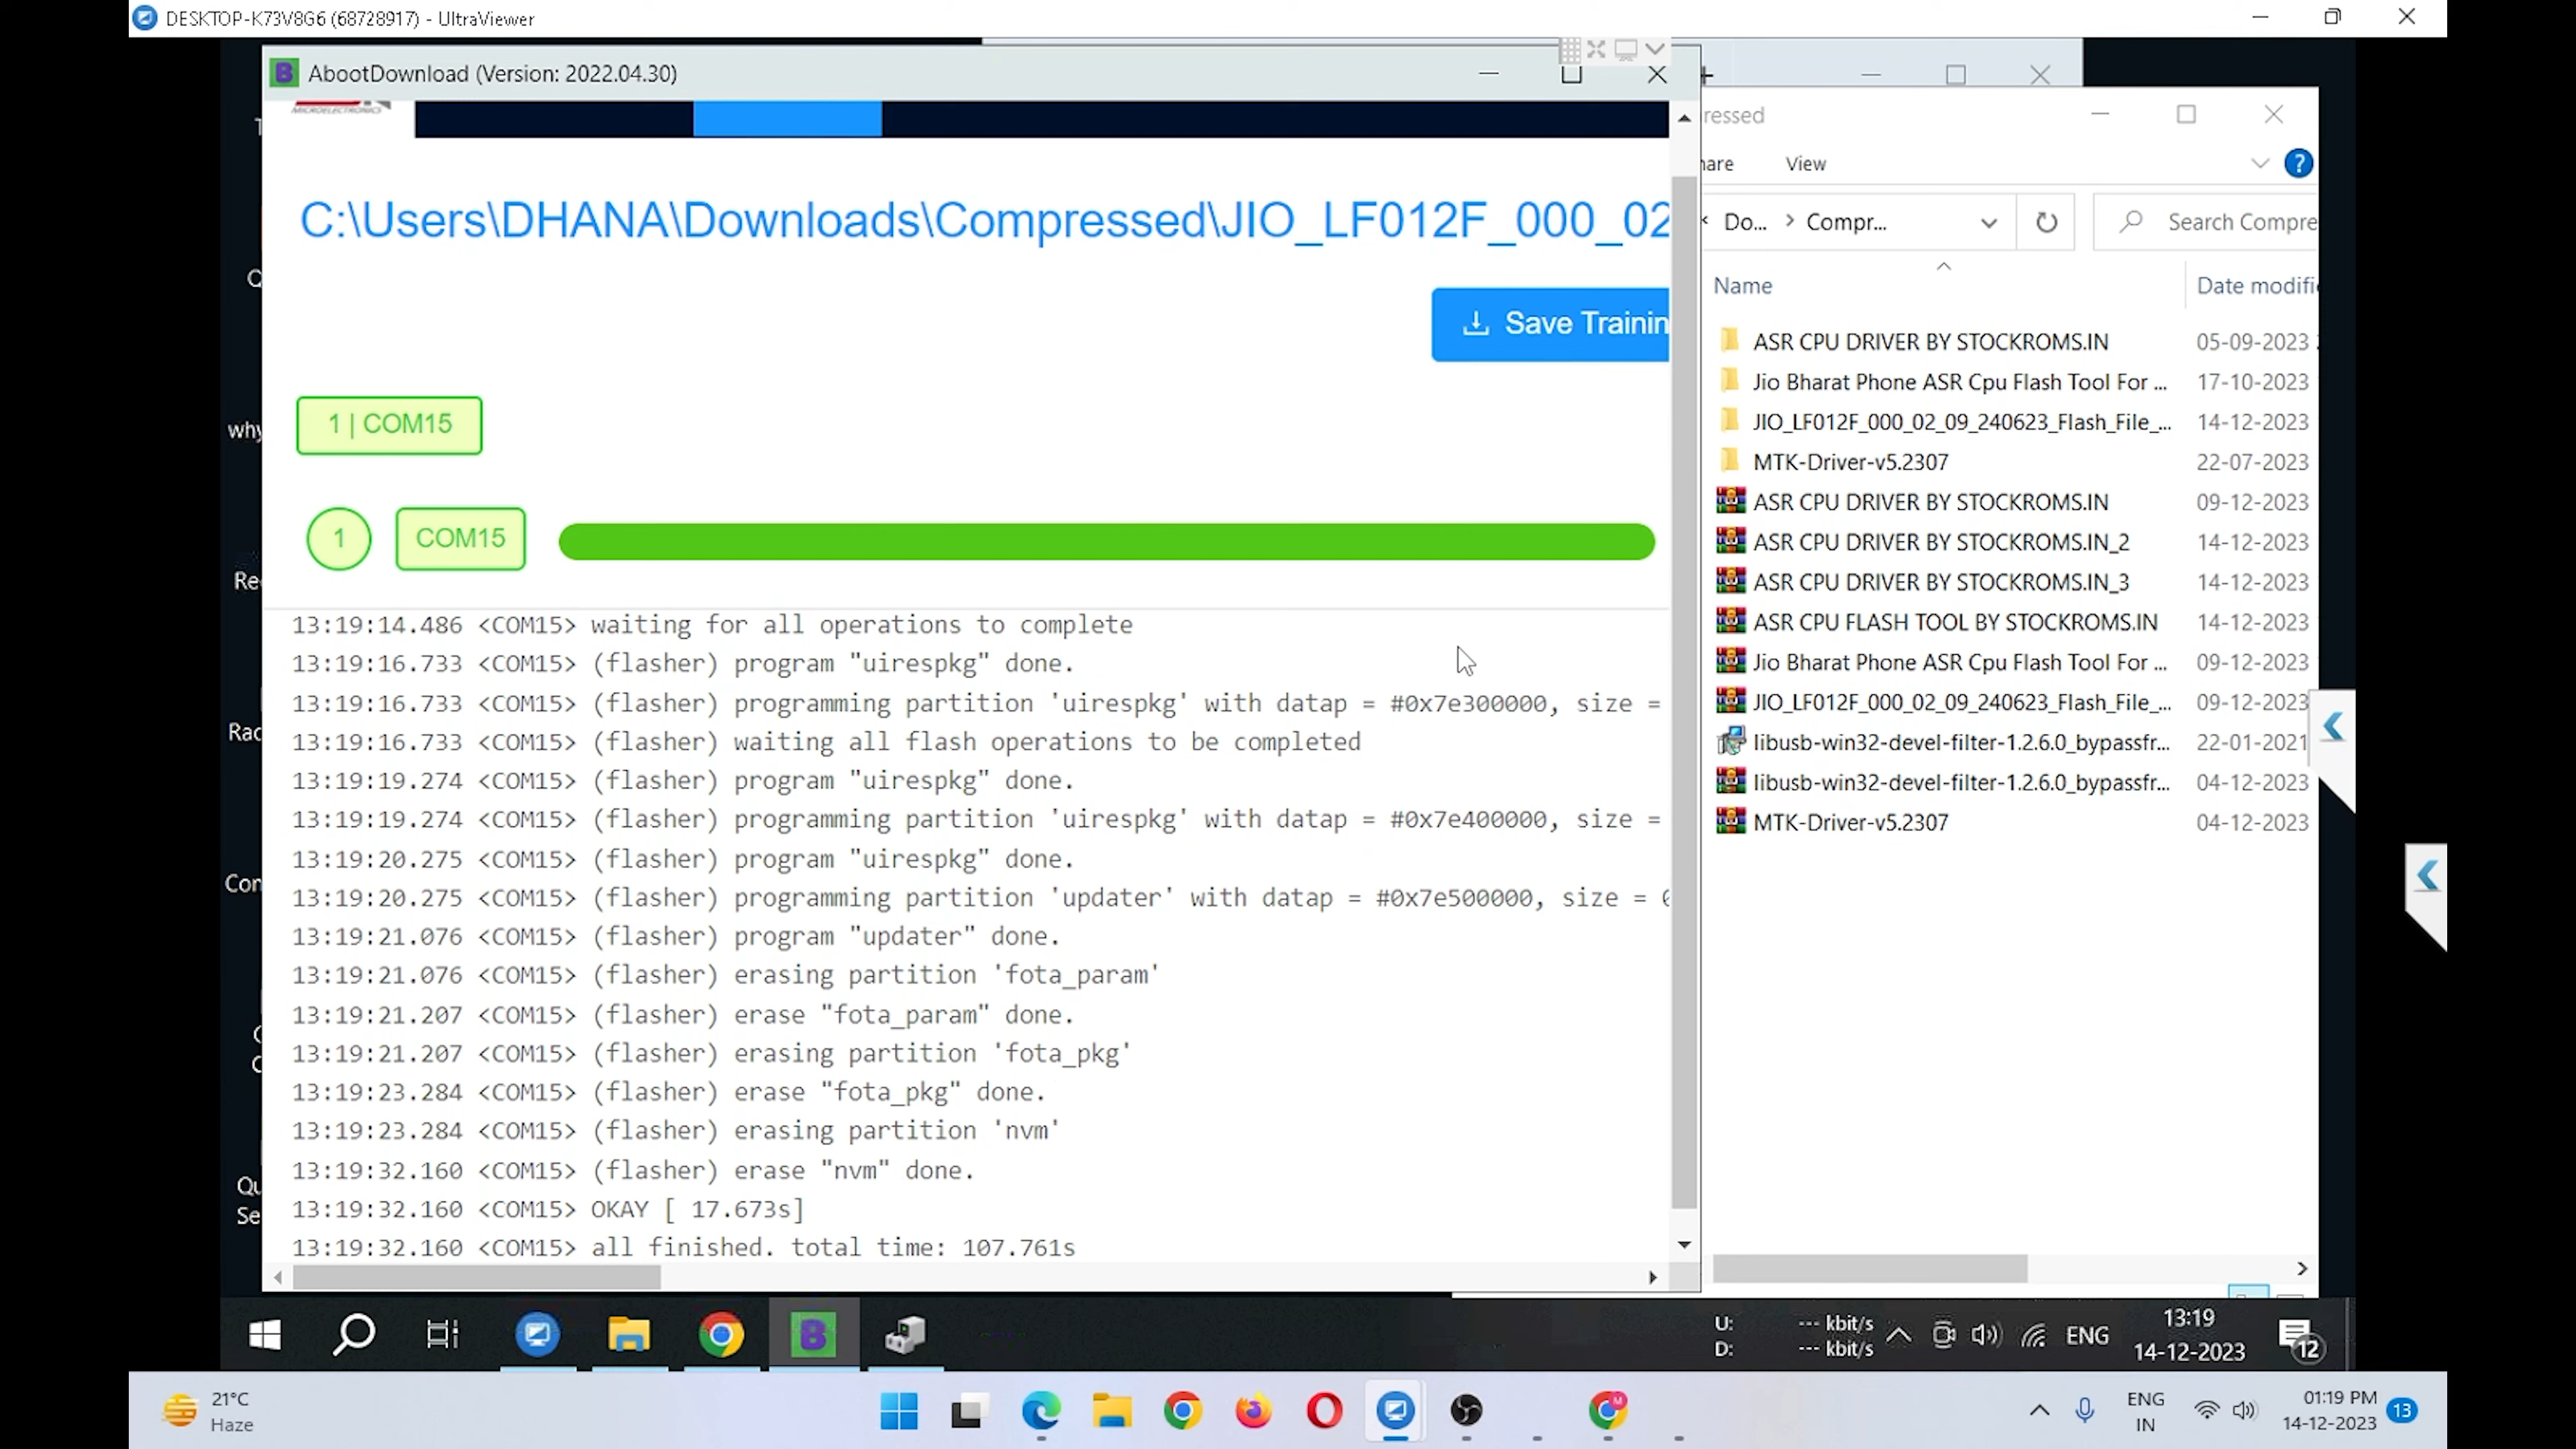 DESKTOP-K73V8G6 (68728917) - UltraViewer
AbootDownload (Version: 2022.04.30)
MICROELECTRONICS
C:\Users\DHANA\Downloads\Compressed\JIO_LF012F_000_02
Save Trainin
1 | COM15
1
COM15
13:19:14.486 <COM15> waiting for all operations to complete
13:19:16.733 <COM15> (flasher) program "uirespkg" done.
13:19:16.733 <COM15> (flasher) programming partition 'uirespkg' with datap = #0x7e300000, size =
13:19:16.733 <COM15> (flasher) waiting all flash operations to be completed
13:19:19.274 <COM15> (flasher) program "uirespkg" done.
13:19:19.274 <COM15> (flasher) programming partition 'uirespkg' with datap = #0x7e400000, size =
13:19:20.275 <COM15> (flasher) program "uirespkg" done.
13:19:20.275 <COM15> (flasher) programming partition 'updater' with datap = #0x7e500000, size =
13:19:21.076 <COM15> (flasher) program "updater" done.
13:19:21.076 <COM15> (flasher) erasing partition 'fota_param'
13:19:21.207 <COM15> (flasher) erase "fota_param" done.
13:19:21.207 <COM15> (flasher) erasing partition 'fota_pkg'
13:19:23.284 <COM15> (flasher) erase "fota_pkg" done.
13:19:23.284 <COM15> (flasher) erasing partition 'nvm'
13:19:32.160 <COM15> (flasher) erase "nvm" done.
13:19:32.160 <COM15> OKAY [ 17.673s]
13:19:32.160 <COM15> all finished. total time: 107.761s
ressed
hare View
?
Do... > Compr...
Search Compre
Name Date modifi
ASR CPU DRIVER BY STOCKROMS.IN 05-09-2023
Jio Bharat Phone ASR Cpu Flash Tool For ... 17-10-2023
JIO_LF012F_000_02_09_240623_Flash_File_... 14-12-2023
MTK-Driver-v5.2307 22-07-2023
ASR CPU DRIVER BY STOCKROMS.IN 09-12-2023
ASR CPU DRIVER BY STOCKROMS.IN_2 14-12-2023
ASR CPU DRIVER BY STOCKROMS.IN_3 14-12-2023
ASR CPU FLASH TOOL BY STOCKROMS.IN 14-12-2023
Jio Bharat Phone ASR Cpu Flash Tool For ... 09-12-2023
JIO_LF012F_000_02_09_240623_Flash_File_... 09-12-2023
libusb-win32-devel-filter-1.2.6.0_bypassfr... 22-01-2021
libusb-win32-devel-filter-1.2.6.0_bypassfr... 04-12-2023
MTK-Driver-v5.2307 04-12-2023
why
Re
Rac
Con
Qu
Se
B
U: --- kbit/s
D: --- kbit/s
ENG
13:19
14-12-2023
12
21°C
Haze
ENG
IN
01:19 PM
14-12-2023
13